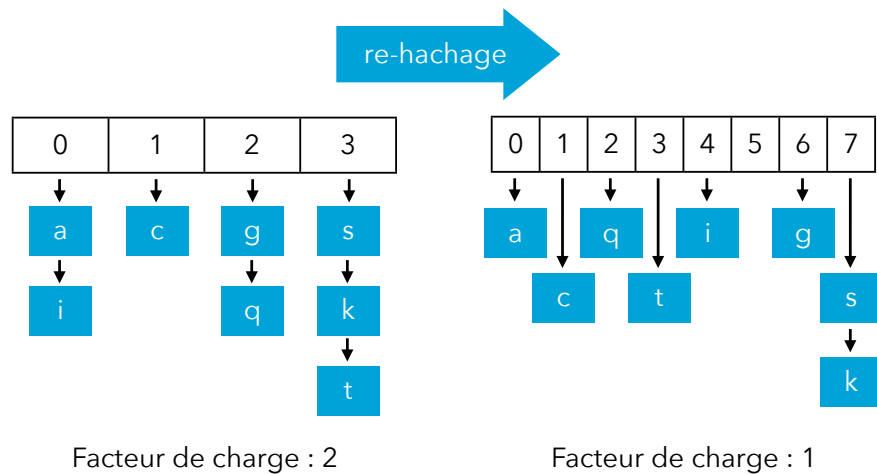 re-hachage
0 1 2 3
a c g s
i q k
t
0 1 2 3 4 5 6 7
a q i g
c t s
k
Facteur de charge : 2
Facteur de charge : 1